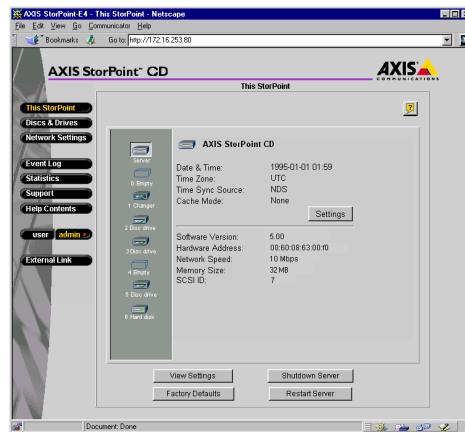 AXIS StorPoint-E4 - This StorPoint - Netscape
File Edit View Go Communicator Help
Bookmarks Go to: http://172.16.253.80
AXIS StorPoint™ CD
AXIS
COMMUNICATIONS
This StorPoint
This StorPoint
Discs & Drives
Network Settings
Event Log
Statistics
Support
Help Contents
user admin
External Link
?
Server
0 Empty
1 Changer
2 Disc drive
3 Disc drive
4 Empty
5 Disc drive
6 Hard disk
AXIS StorPoint CD
Date & Time: 1995-01-01 01:59
Time Zone: UTC
Time Sync Source: NDS
Cache Mode: None
Settings
Software Version: 5.00
Hardware Address: 00:60:08:63:00:f0
Network Speed: 10 Mbps
Memory Size: 32 MB
SCSI ID: 7
View Settings Shutdown Server
Factory Defaults Restart Server
Document: Done